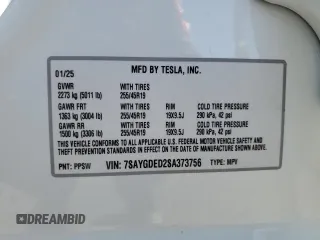 MFD BY TESLA, INC.
01/25
GVWR WITH TIRES
2273 kg (5011 lb) 255/45R19
GAWR FRT WITH TIRES RIM COLD TIRE PRESSURE
1363 kg (3004 lb) 255/45R19 19X9.5J 290 kPa, 42 psi
GAWR RR WITH TIRES RIM COLD TIRE PRESSURE
1500 kg (3306 lb) 255/45R19 19X9.5J 290 kPa, 42 psi
THIS VEHICLE CONFORMS TO ALL APPLICABLE U.S. FEDERAL MOTOR VEHICLE SAFETY
AND THEFT PREVENTION STANDARDS IN EFFECT ON THE DATE OF MANUFACTURE SHOWN ABOVE.
PNT: PPSW VIN: 7SAYGDED2SA373756 TYPE: MPV
DREAMBID